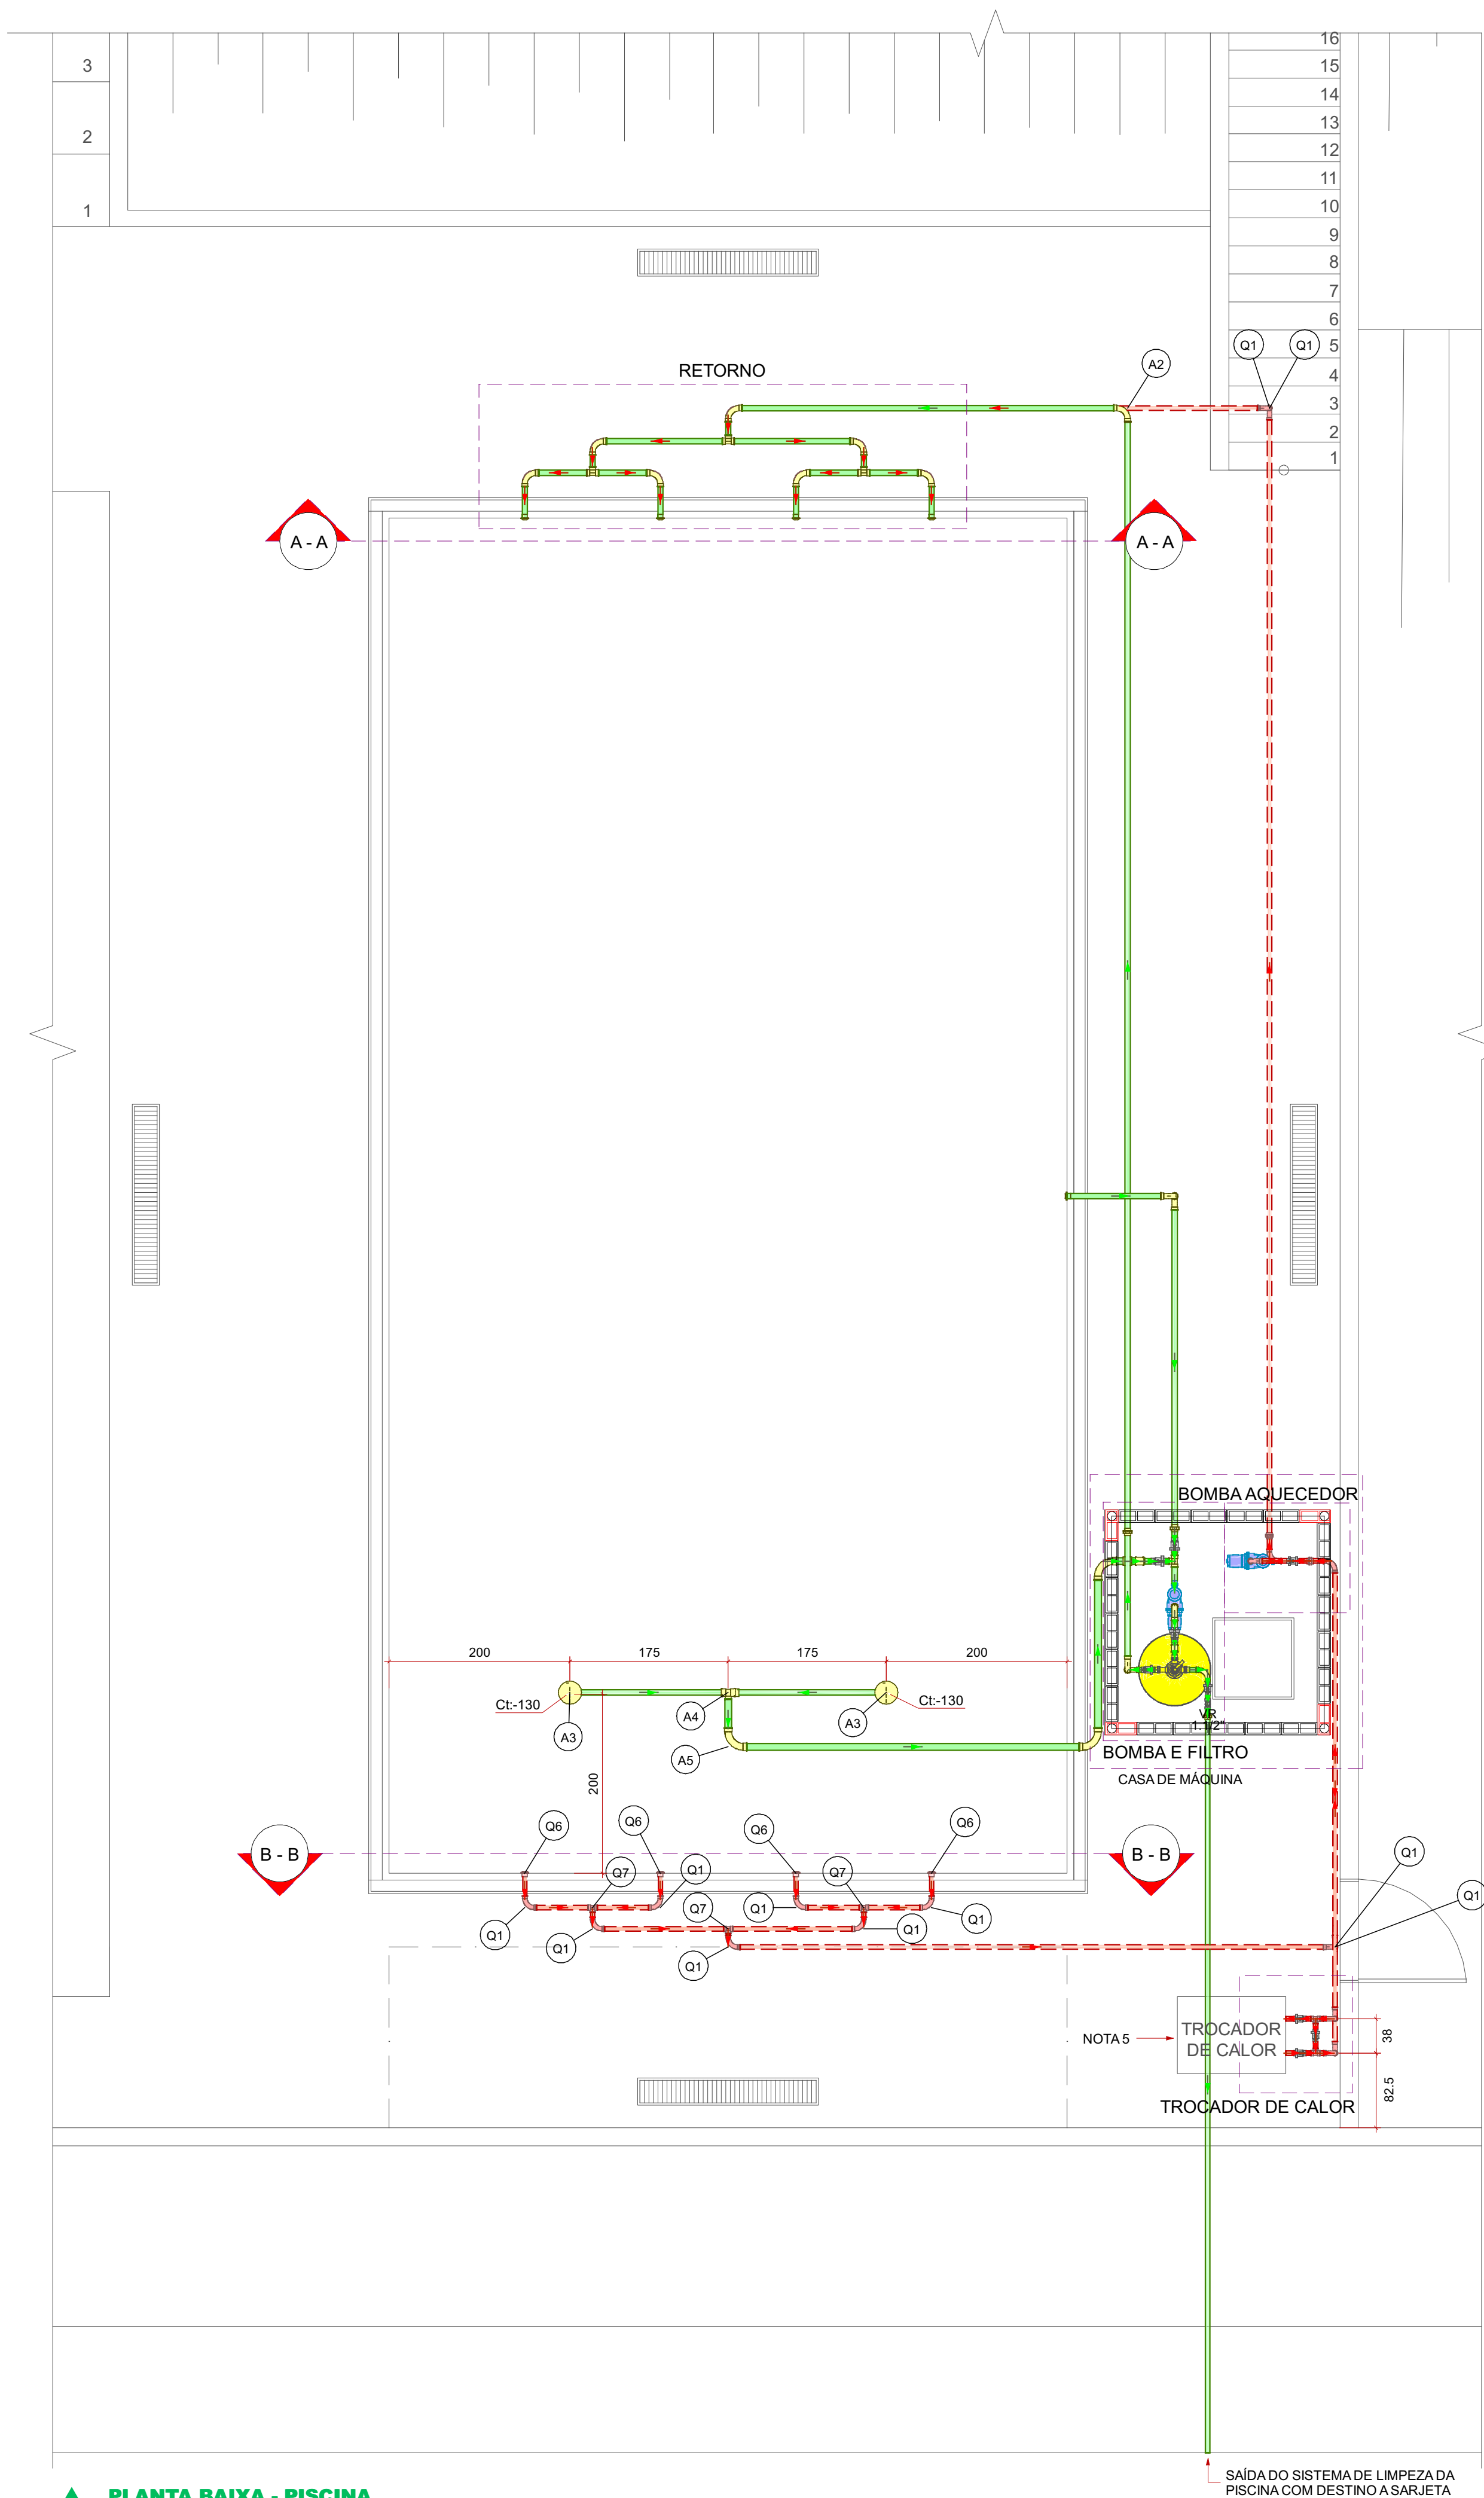 16
3
15
14
13
2
12
11
1
10
9
8
7
6
Q1
Q1
5
A2
RETORNO
4
3
2
1
A - A
A - A
BOMBA AQUECEDOR
200
175
175
200
Ct:-130
Ct:-130
A4
A3
A3
VR
1.1/2"
A5
BOMBA E FILTRO
CASA DE MÁQUINA
200
Q6
Q6
Q6
Q6
B - B
B - B
Q1
Q7
Q1
Q7
Q1
Q7
Q1
Q1
Q1
Q1
Q1
Q1
TROCADOR
DE CALOR
NOTA 5
38
82.5
TROCADOR DE CALOR
SAÍDA DO SISTEMA DE LIMPEZA DA
PISCINA COM DESTINO A SARJETA
PLANTA BAIXA - PISCINA